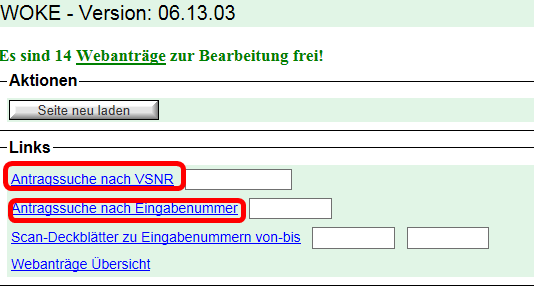 WOKE - Version: 06.13.03
Es sind 14 Webanträge zur Bearbeitung frei!
Aktionen
Seite neu laden
Links
Antragssuche nach VSNR
Antragssuche nach Eingabenummer
Scan-Deckblätter zu Eingabenummern von-bis
Webanträge Übersicht